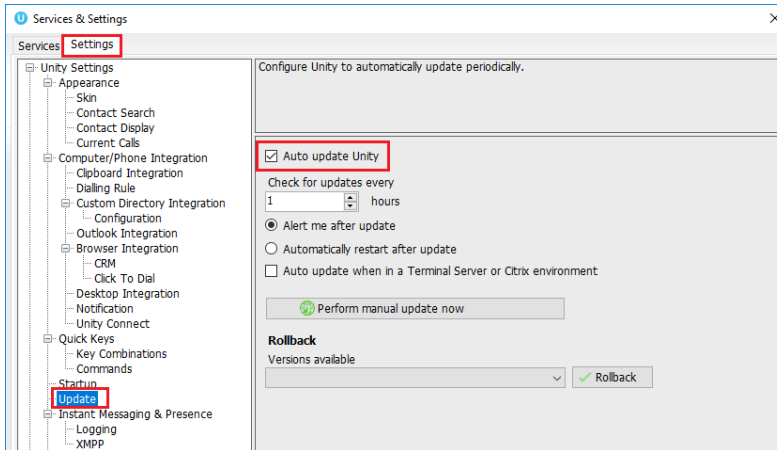 Services & Settings
Services
Settings
Unity Settings
Appearance
Skin
Contact Search
Contact Display
Current Calls
Computer/Phone Integration
Clipboard Integration
Dialling Rule
Custom Directory Integration
Configuration
Outlook Integration
Browser Integration
CRM
Click To Dial
Desktop Integration
Notification
Unity Connect
Quick Keys
Key Combinations
Commands
Startup
Update
Instant Messaging & Presence
Logging
XMPP
Configure Unity to automatically update periodically.
Auto update Unity
Check for updates every
1 hours
Alert me after update
Automatically restart after update
Auto update when in a Terminal Server or Citrix environment
Perform manual update now
Rollback
Versions available
Rollback